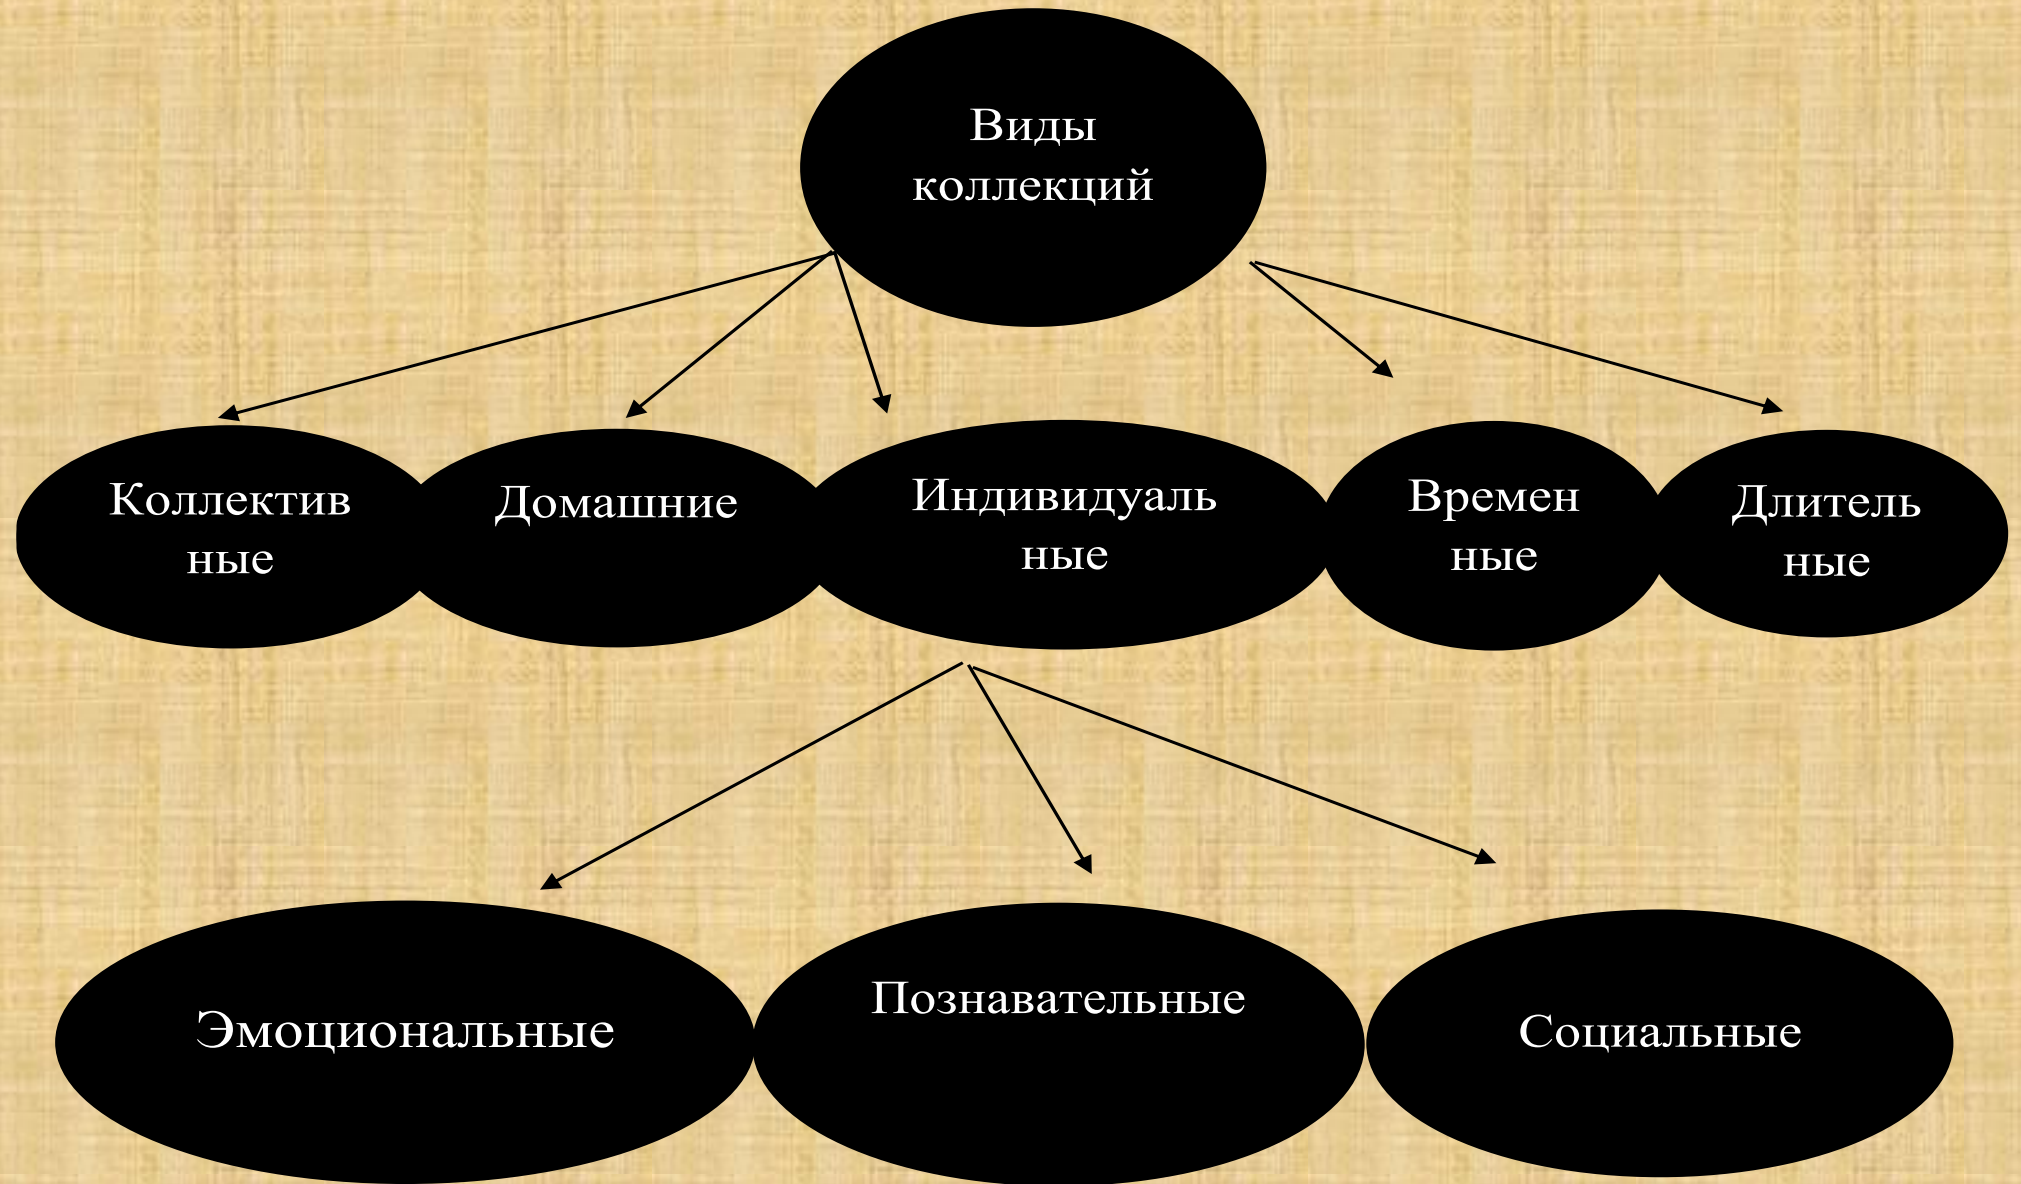 Виды
коллекций
Коллектив
ные
Домашние
Индивидуаль
ные
Времен
ные
Длитель
ные
Эмоциональные
Познавательные
Социальные